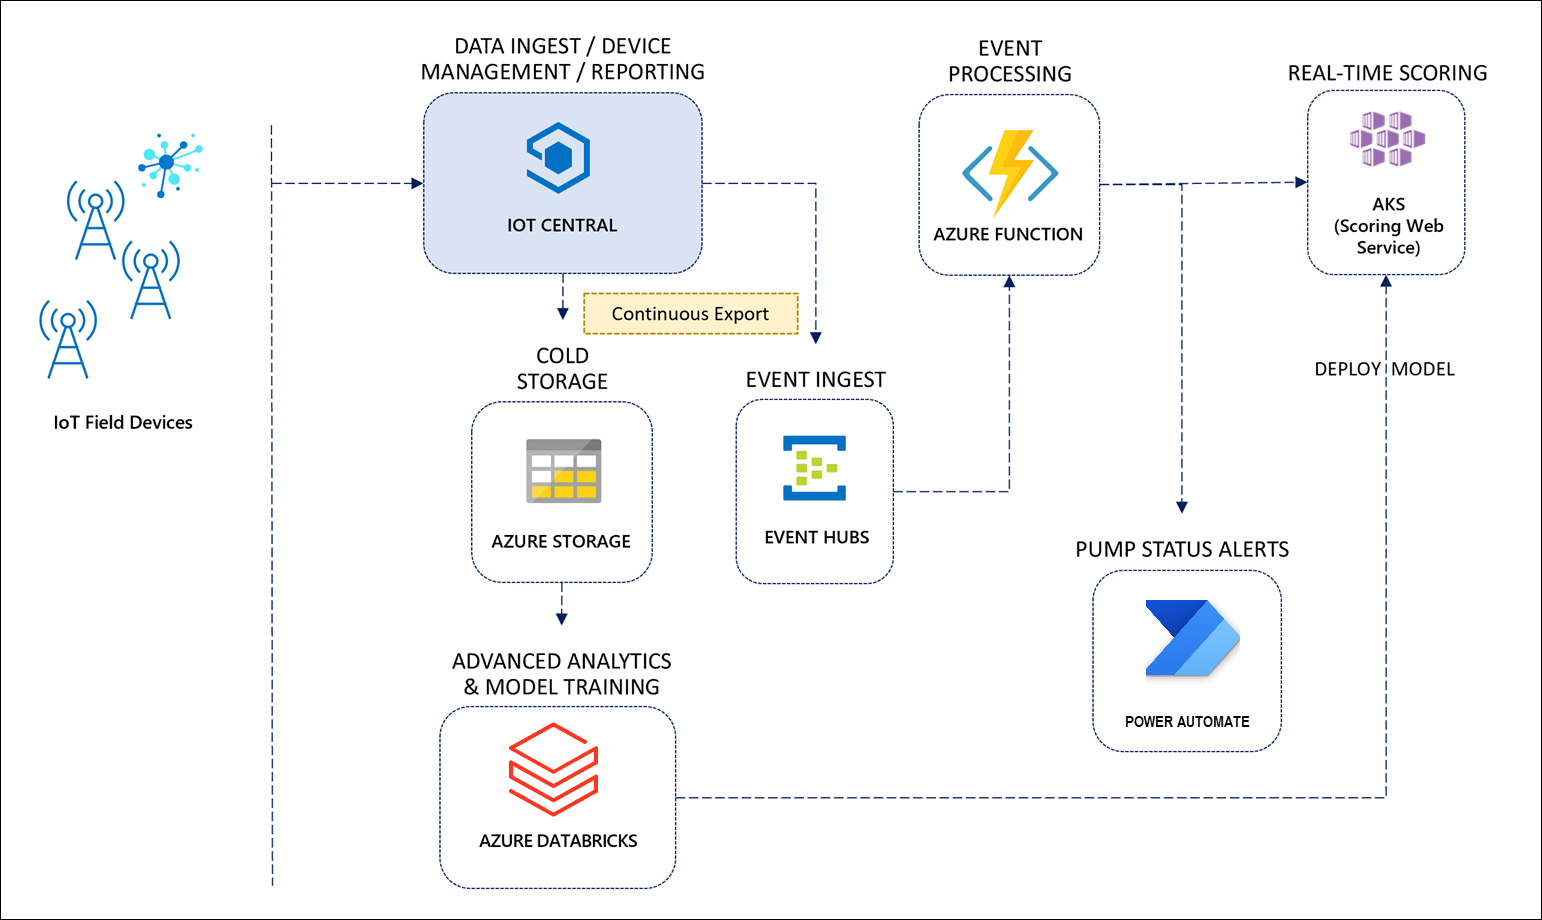 DATA INGEST / DEVICE
MANAGEMENT / REPORTING
IOT CENTRAL
EVENT
PROCESSING
AZURE FUNCTION
REAL-TIME SCORING
AKS
(Scoring Web
Service)
IoT Field Devices
Continuous Export
COLD
STORAGE
AZURE STORAGE
EVENT INGEST
EVENT HUBS
DEPLOY MODEL
PUMP STATUS ALERTS
POWER AUTOMATE
ADVANCED ANALYTICS
& MODEL TRAINING
AZURE DATABRICKS